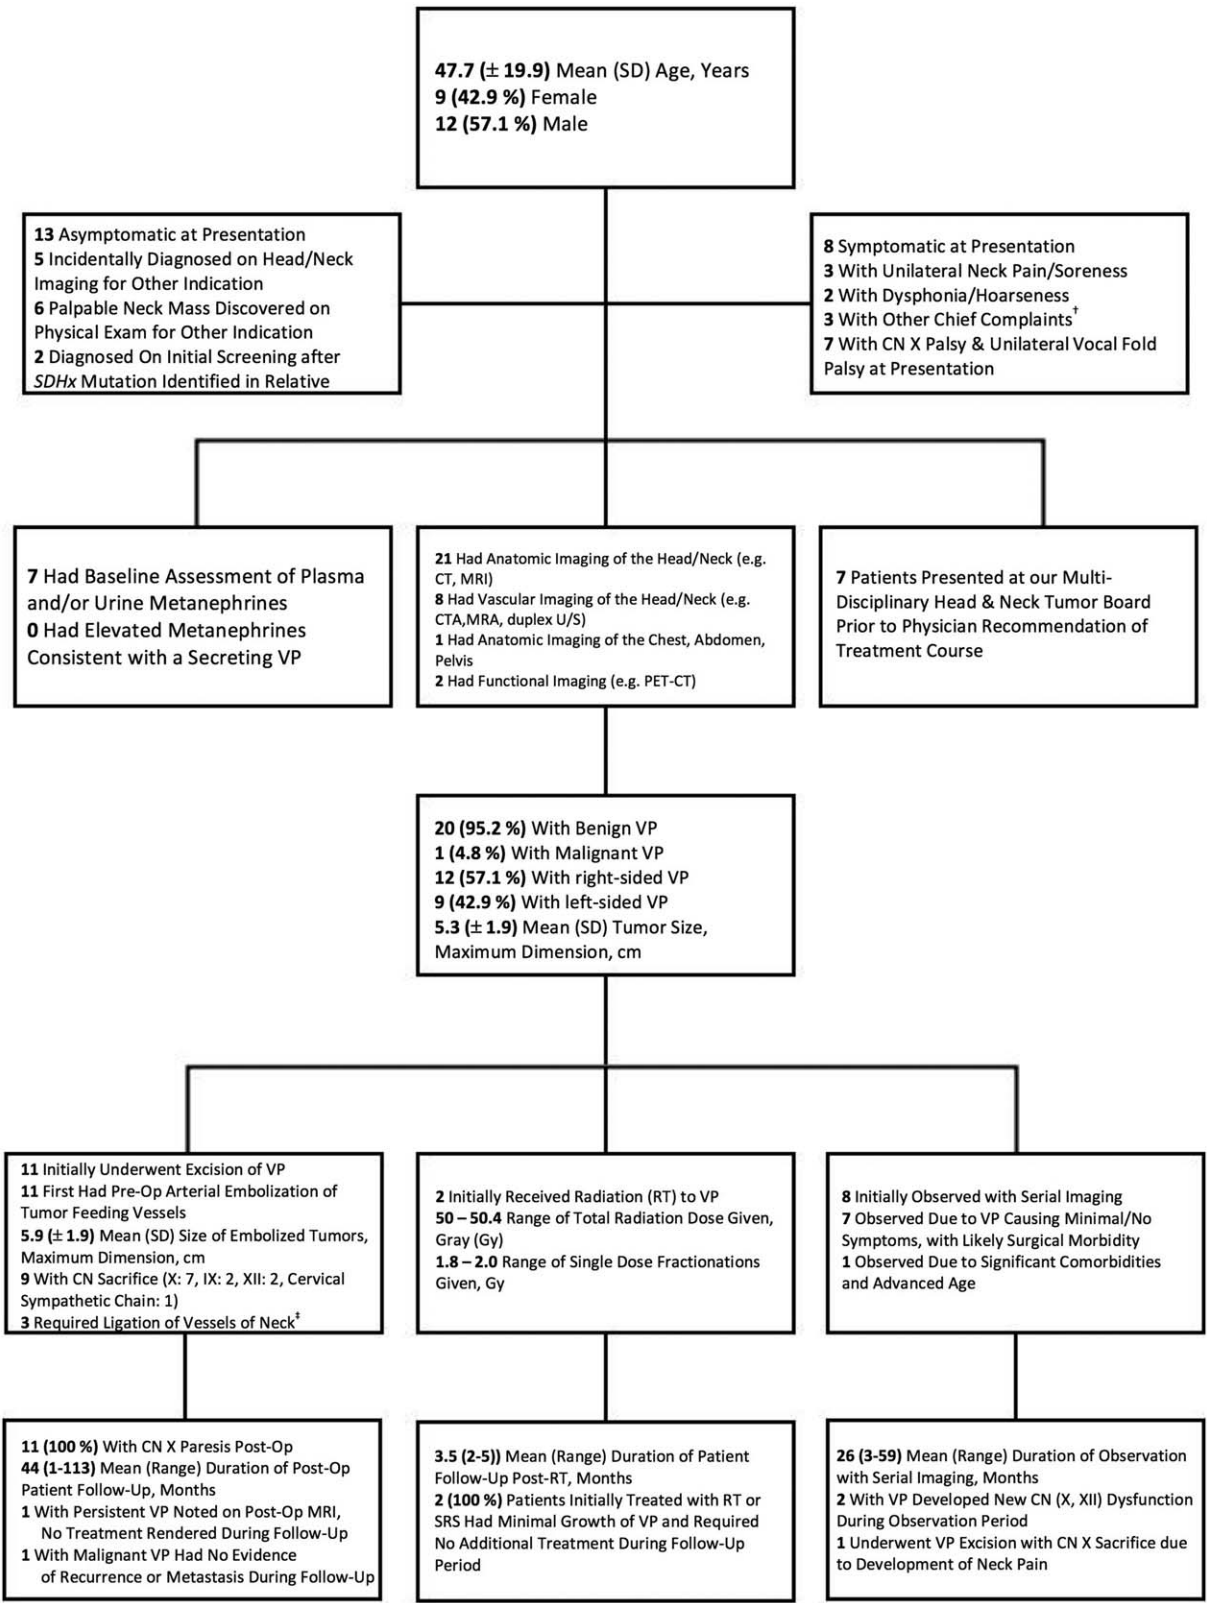 47.7 (± 19.9) Mean (SD) Age, Years
9 (42.9 %) Female
12 (57.1 %) Male
13 Asymptomatic at Presentation
5 Incidentally Diagnosed on Head/Neck
Imaging for Other Indication
6 Palpable Neck Mass Discovered on
Physical Exam for Other Indication
2 Diagnosed On Initial Screening after
SDHx Mutation Identified in Relative
8 Symptomatic at Presentation
3 With Unilateral Neck Pain/Soreness
2 With Dysphonia/Hoarseness
3 With Other Chief Complaints†
7 With CN X Palsy & Unilateral Vocal Fold
Palsy at Presentation
7 Had Baseline Assessment of Plasma
and/or Urine Metanephrines
0 Had Elevated Metanephrines
Consistent with a Secreting VP
21 Had Anatomic Imaging of the Head/Neck (e.g.
CT, MRI)
8 Had Vascular Imaging of the Head/Neck (e.g.
CTA,MRA, duplex U/S)
1 Had Anatomic Imaging of the Chest, Abdomen,
Pelvis
2 Had Functional Imaging (e.g. PET-CT)
7 Patients Presented at our Multi-
Disciplinary Head & Neck Tumor Board
Prior to Physician Recommendation of
Treatment Course
20 (95.2 %) With Benign VP
1 (4.8 %) With Malignant VP
12 (57.1 %) With right-sided VP
9 (42.9 %) With left-sided VP
5.3 (± 1.9) Mean (SD) Tumor Size,
Maximum Dimension, cm
11 Initially Underwent Excision of VP
11 First Had Pre-Op Arterial Embolization of
Tumor Feeding Vessels
5.9 (± 1.9) Mean (SD) Size of Embolized Tumors,
Maximum Dimension, cm
9 With CN Sacrifice (X: 7, IX: 2, XII: 2, Cervical
Sympathetic Chain: 1)
3 Required Ligation of Vessels of Neck‡
2 Initially Received Radiation (RT) to VP
50 – 50.4 Range of Total Radiation Dose Given,
Gray (Gy)
1.8 – 2.0 Range of Single Dose Fractionations
Given, Gy
8 Initially Observed with Serial Imaging
7 Observed Due to VP Causing Minimal/No
Symptoms, with Likely Surgical Morbidity
1 Observed Due to Significant Comorbidities
and Advanced Age
11 (100 %) With CN X Paresis Post-Op
44 (1-113) Mean (Range) Duration of Post-Op
Patient Follow-Up, Months
1 With Persistent VP Noted on Post-Op MRI,
No Treatment Rendered During Follow-Up
1 With Malignant VP Had No Evidence
of Recurrence or Metastasis During Follow-Up
3.5 (2-5)) Mean (Range) Duration of Patient
Follow-Up Post-RT, Months
2 (100 %) Patients Initially Treated with RT or
SRS Had Minimal Growth of VP and Required
No Additional Treatment During Follow-Up
Period
26 (3-59) Mean (Range) Duration of Observation
with Serial Imaging, Months
2 With VP Developed New CN (X, XII) Dysfunction
During Observation Period
1 Underwent VP Excision with CN X Sacrifice due
to Development of Neck Pain